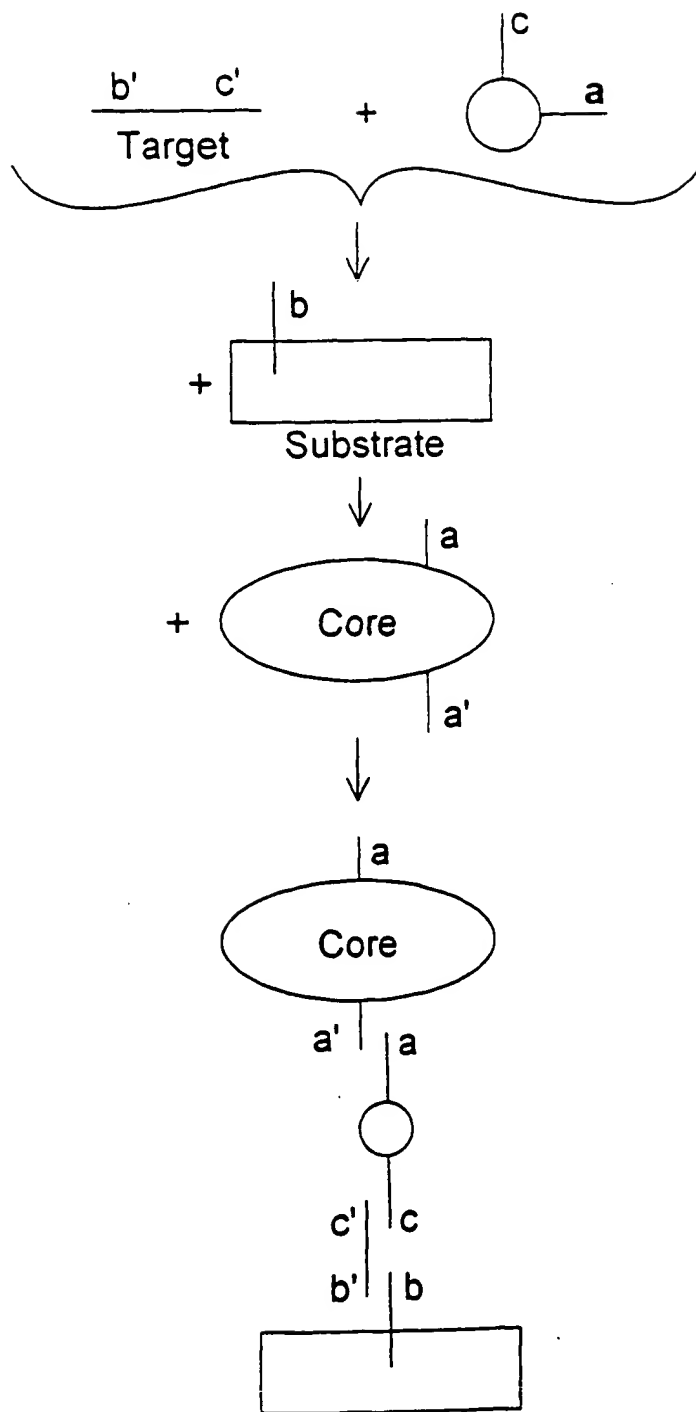 c
b' c' + a
Target
b
+
Substrate
a
+ Core
a'
a
Core
a' a
c' c
b' b